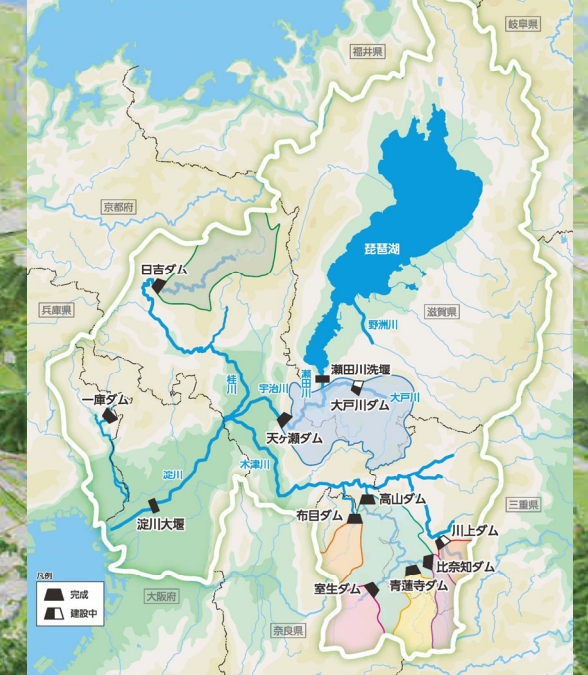 岐阜県
福井県
京都府
琵琶湖
日吉ダム
兵庫県
滋賀県
野洲川
瀬田川洗堰
瀬田川
桂川
宇治川
大戸川
大戸川ダム
一庫ダム
天ヶ瀬ダム
木津川
淀川
高山ダム
三重県
布目ダム
淀川大堰
川上ダム
比奈知ダム
青蓮寺ダム
室生ダム
凡例
完成
建設中
大阪府
奈良県